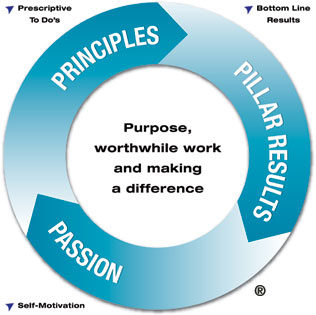 Prescriptive
To Do's
Bottom Line
Results
PRINCIPLES
PILLAR RESULTS
Purpose,
worthwhile work
and making
a difference
PASSION
®
Self-Motivation